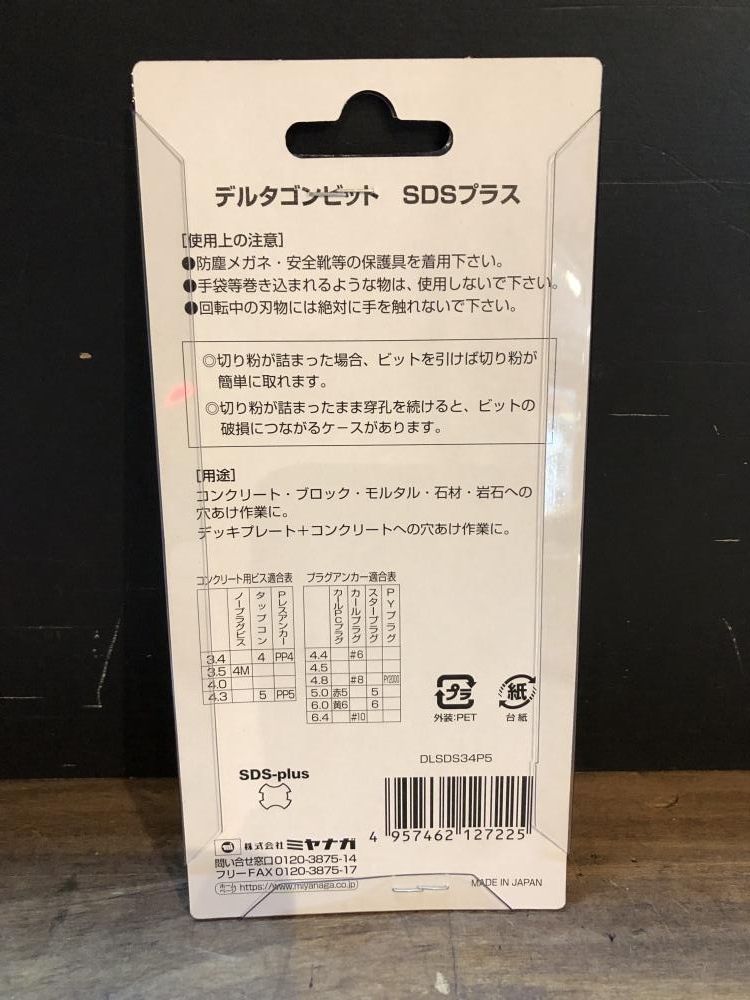 デルタゴンビット SDSプラス
[使用上の注意]
●防塵メガネ・安全靴等の保護具を着用下さい。
●手袋等巻き込まれるような物は、使用しないで下さい。
●回転中の刃物には絶対に手を触れないで下さい。
◎切り粉が詰まった場合、ビットを引けば切り粉が
簡単に取れます。
◎切り粉が詰まったまま穿孔を続けると、ビットの
破損につながるケースがあります。
[用途]
コンクリート・ブロック・モルタル・石材・岩石への
穴あけ作業に。
デッキプレート＋コンクリートへの穴あけ作業に。
コンクリート用ビス適合表
ノープラグビス タップコン Pレスアンカー
3.4 4 PP4
3.5 4M
4.0
4.3 5 PP5
プラグアンカー適合表
カールPCプラグ カールプラグ スタープラグ PYプラグ
4.4 #6
4.5
4.8 #8 PY2000
5.0 赤5 5
6.0 黄6 6
6.4 #10
プラ
外装:PET
紙
台紙
DLSDS34P5
SDS-plus
4 957462 127225
株式会社ミヤナガ
問い合せ窓口0120-3875-14
フリーFAX0120-3875-17
https://www.miyanaga.co.jp
MADE IN JAPAN